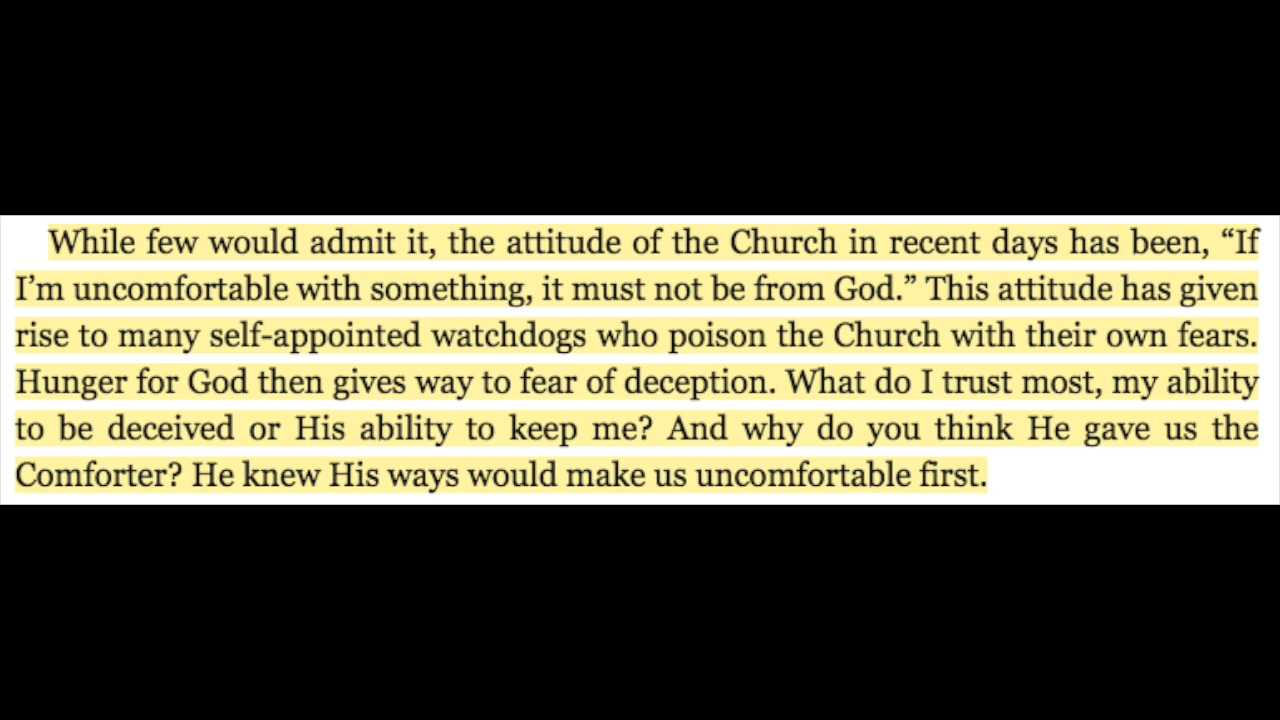 While few would admit it, the attitude of the Church in recent days has been, “If
I’m uncomfortable with something, it must not be from God.” This attitude has given
rise to many self-appointed watchdogs who poison the Church with their own fears.
Hunger for God then gives way to fear of deception. What do I trust most, my ability
to be deceived or His ability to keep me? And why do you think He gave us the
Comforter? He knew His ways would make us uncomfortable first.